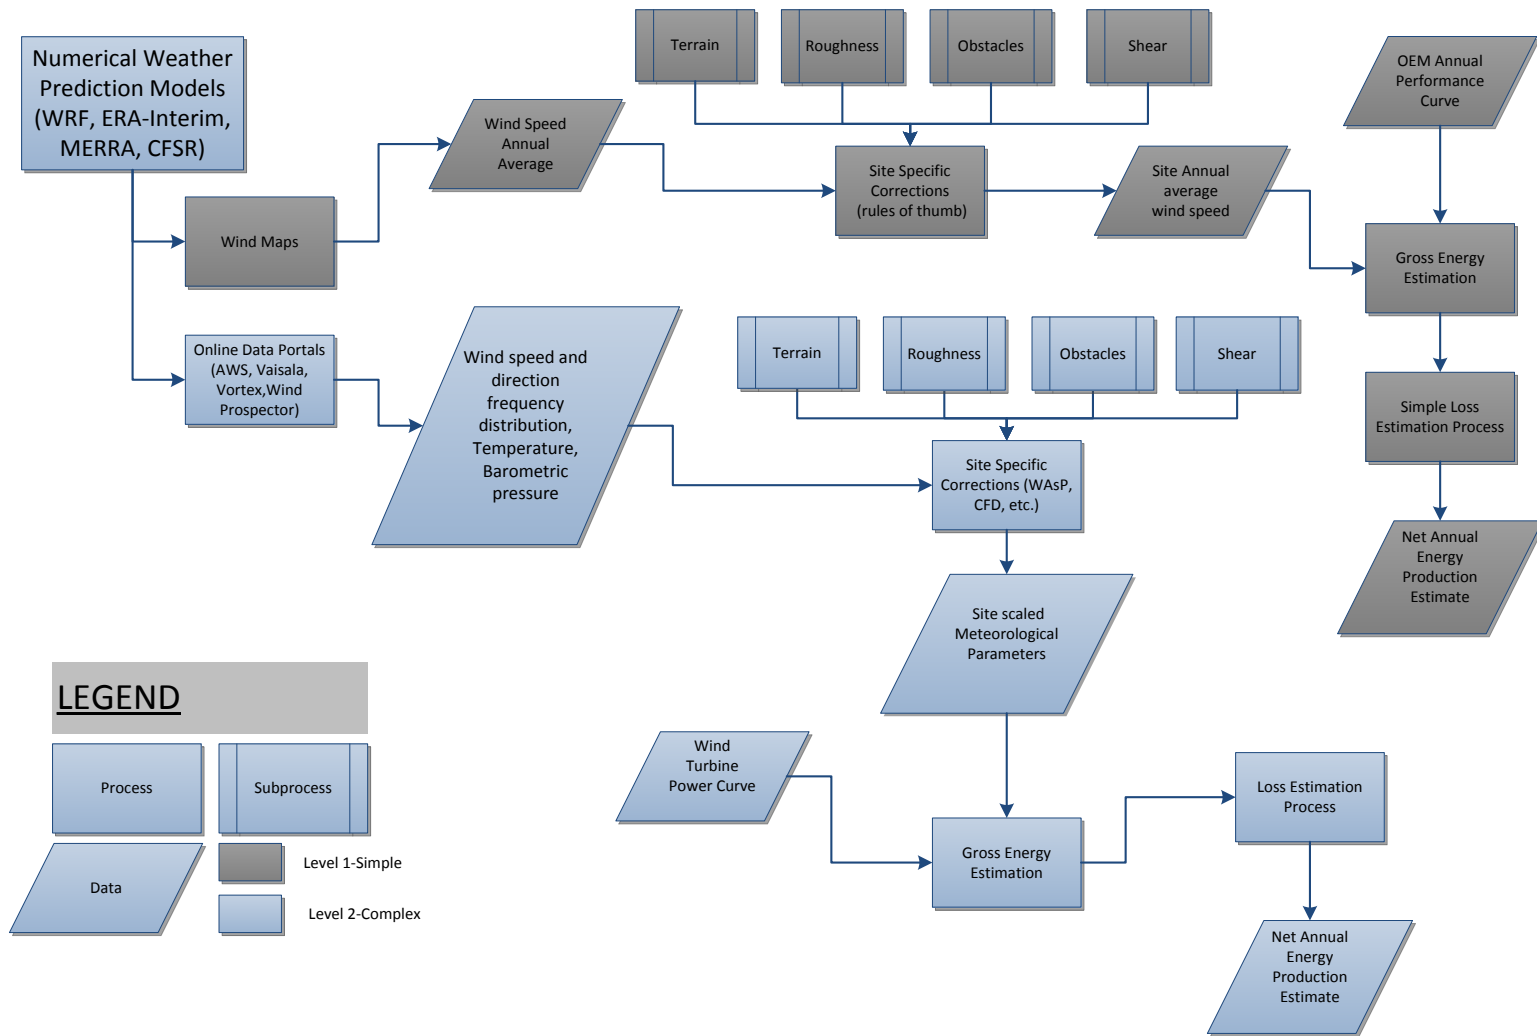 Numerical Weather
Prediction Models
(WRF, ERA-Interim,
MERRA, CFSR)
Terrain
Roughness
Obstacles
Shear
OEM Annual
Performance
Curve
Wind Speed
Annual
Average
Site Specific
Corrections
(rules of thumb)
Site Annual
average
wind speed
Wind Maps
Gross Energy
Estimation
Online Data Portals
(AWS, Vaisala,
Vortex,Wind
Prospector)
Wind speed and
direction
frequency
distribution,
Temperature,
Barometric
pressure
Terrain
Roughness
Obstacles
Shear
Simple Loss
Estimation Process
Site Specific
Corrections (WAsP,
CFD, etc.)
Net Annual
Energy
Production
Estimate
Site scaled
Meteorological
Parameters
LEGEND
Process
Subprocess
Data
Level 1-Simple
Level 2-Complex
Wind
Turbine
Power Curve
Gross Energy
Estimation
Loss Estimation
Process
Net Annual
Energy
Production
Estimate